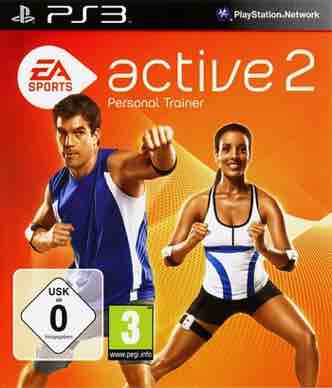 PS3
PlayStation®Network
EA
SPORTS
active 2
Personal Trainer
USK
ab
0
freigegeben
3
www.pegi.info